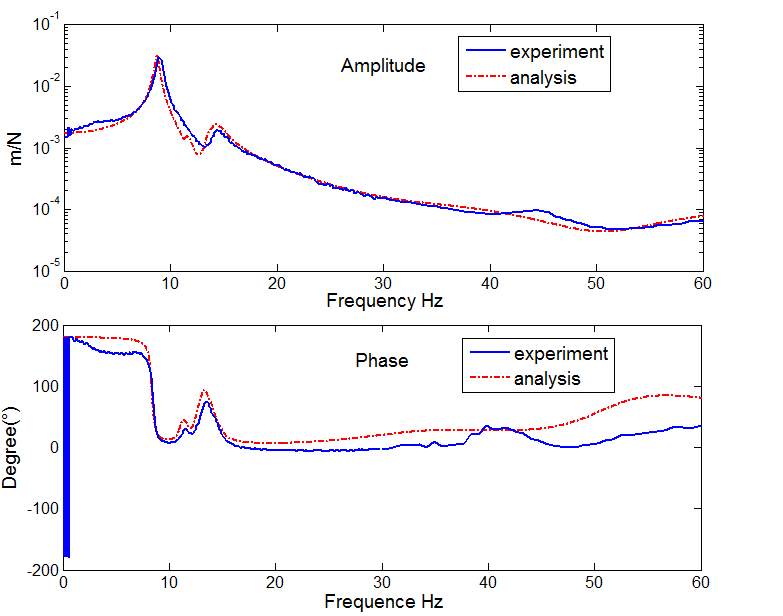 10^-1
10^-2
10^-3
10^-4
10^-5
m/N
Amplitude
experiment
analysis
0 10 20 30 40 50 60
Frequency Hz
200
100
0
-100
-200
Degree(°)
Phase
experiment
analysis
0 10 20 30 40 50 60
Frequence Hz